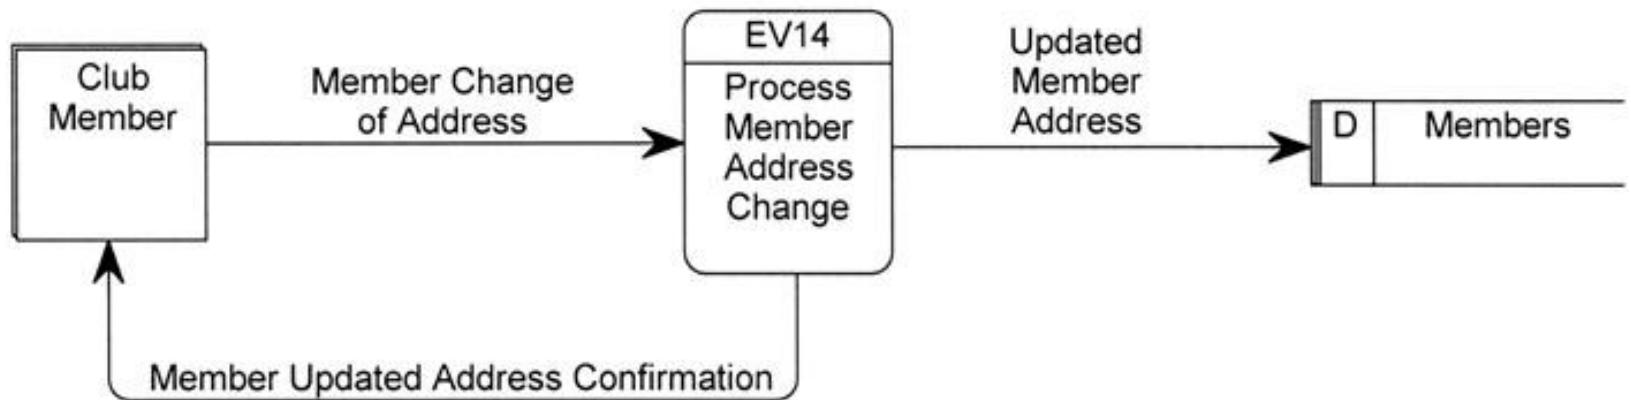 Club
Member
Member Change
of Address
EV14
Process
Member
Address
Change
Updated
Member
Address
D
Members
Member Updated Address Confirmation